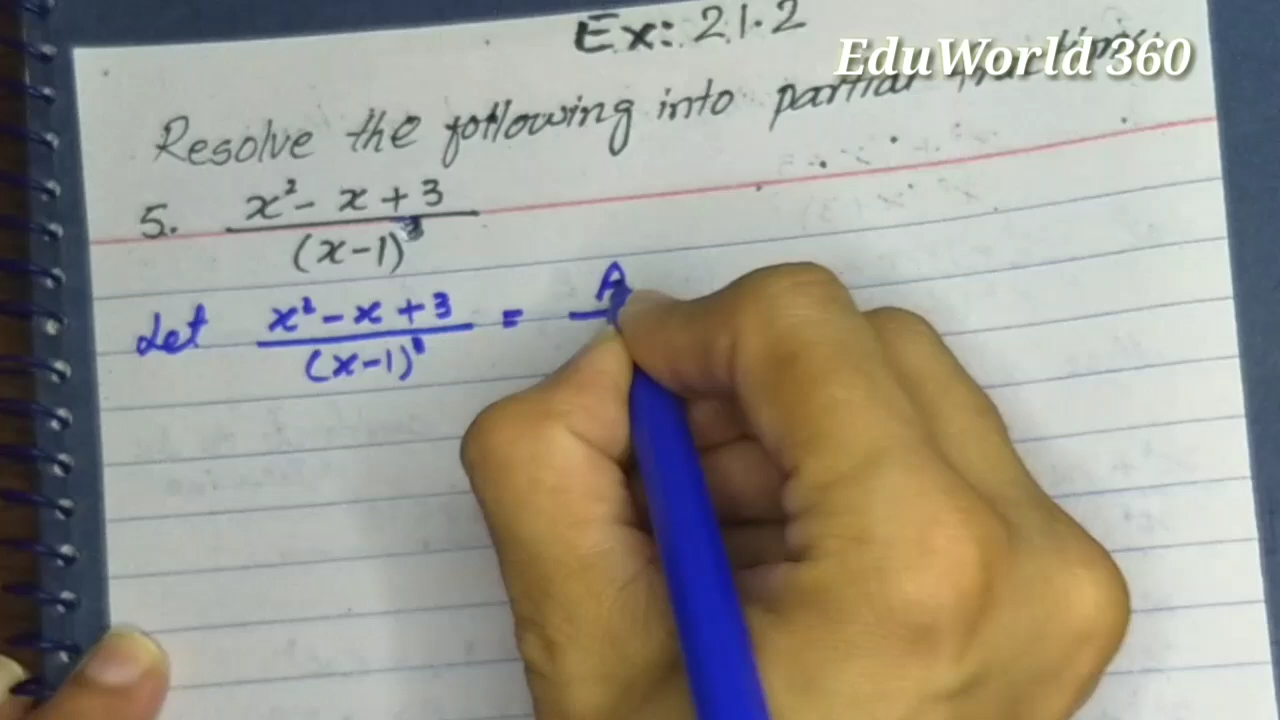 Ex: 21.2
EduWorld 360
Resolve the following into partial
5. x² - x + 3 / (x-1)³
Let x² - x + 3 / (x-1)³ = A